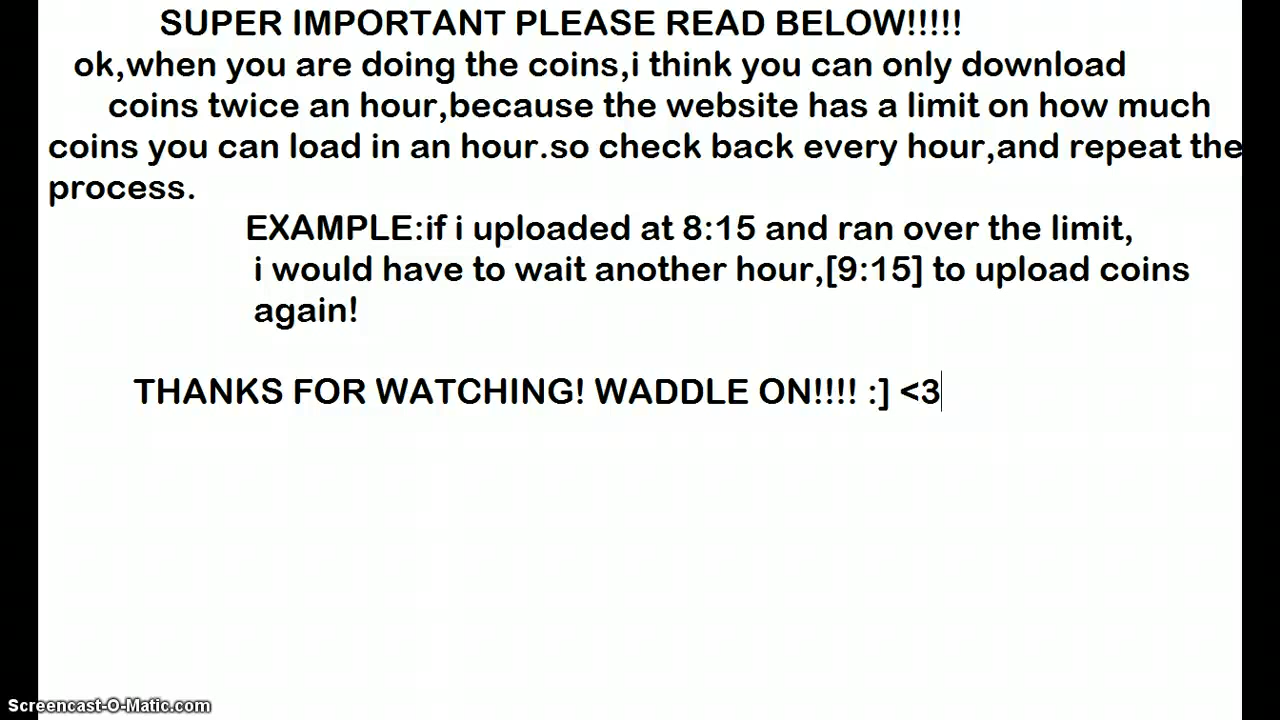 SUPER IMPORTANT PLEASE READ BELOW!!!!!
ok,when you are doing the coins,i think you can only download
coins twice an hour,because the website has a limit on how much
coins you can load in an hour.so check back every hour,and repeat the
process.
EXAMPLE:if i uploaded at 8:15 and ran over the limit,
i would have to wait another hour,[9:15] to upload coins
again!
THANKS FOR WATCHING! WADDLE ON!!!! :] <3
Screencast-O-Matic.com